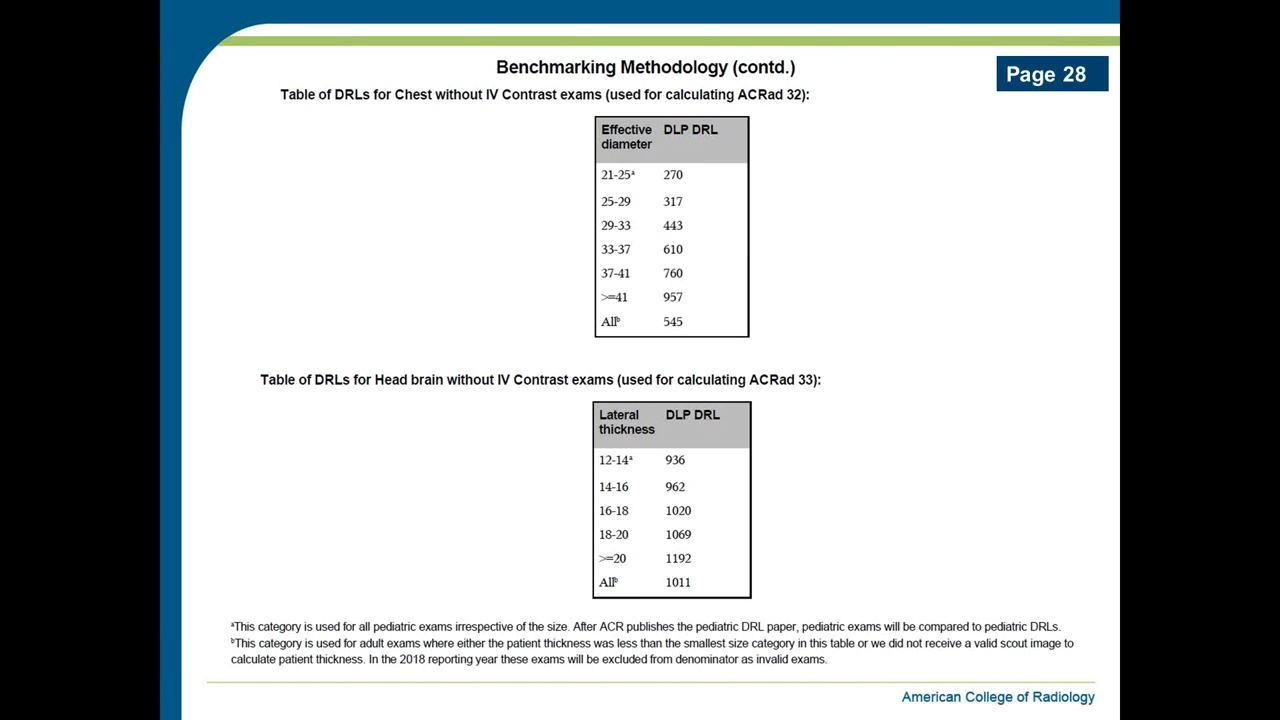 Benchmarking Methodology (contd.)
Page 28
Table of DRLs for Chest without IV Contrast exams (used for calculating ACRad 32):
Effective diameter DLP DRL
21-25ª 270
25-29 317
29-33 443
33-37 610
37-41 760
>=41 957
Allᵇ 545
Table of DRLs for Head brain without IV Contrast exams (used for calculating ACRad 33):
Lateral thickness DLP DRL
12-14ª 936
14-16 962
16-18 1020
18-20 1069
>=20 1192
Allᵇ 1011
ªThis category is used for all pediatric exams irrespective of the size. After ACR publishes the pediatric DRL paper, pediatric exams will be compared to pediatric DRLs.
ᵇThis category is used for adult exams where either the patient thickness was less than the smallest size category in this table or we did not receive a valid scout image to
calculate patient thickness. In the 2018 reporting year these exams will be excluded from denominator as invalid exams.
American College of Radiology